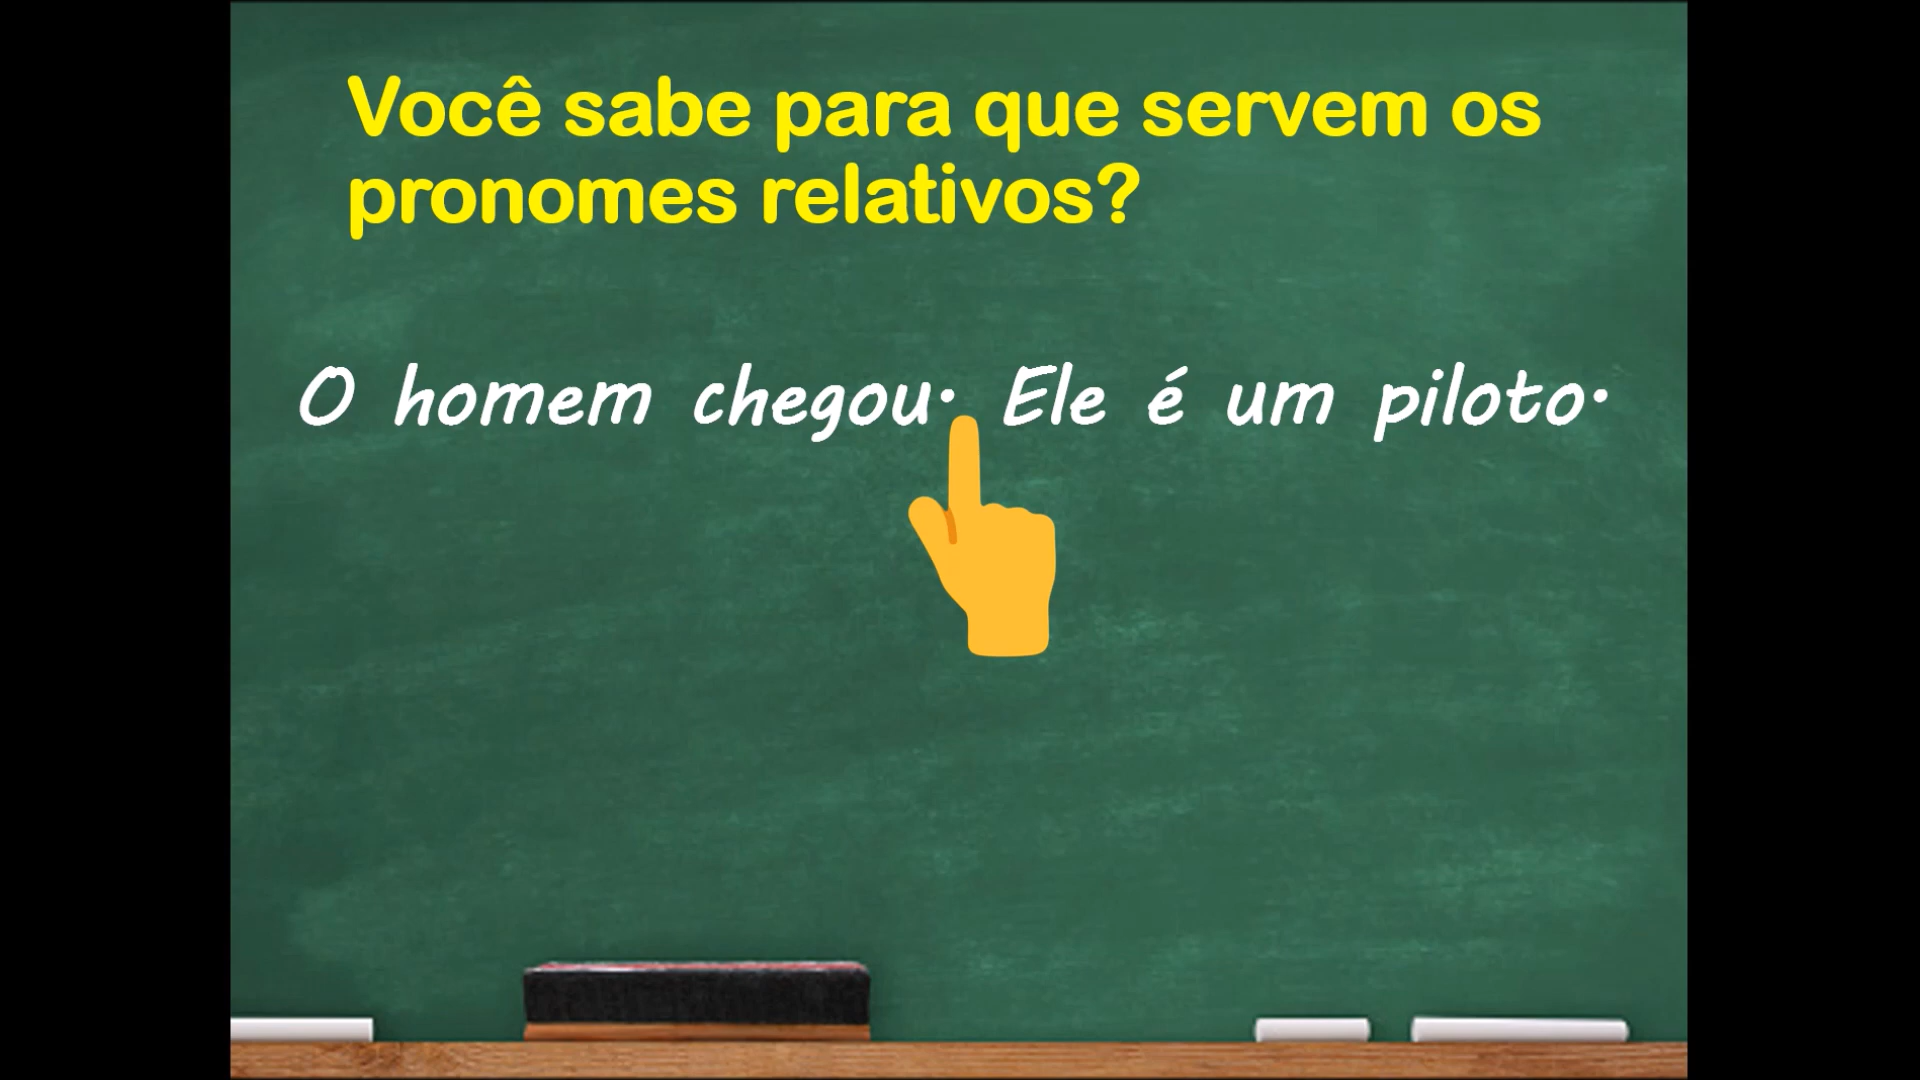 Você sabe para que servem os
pronomes relativos?
O homem chegou. Ele é um piloto.